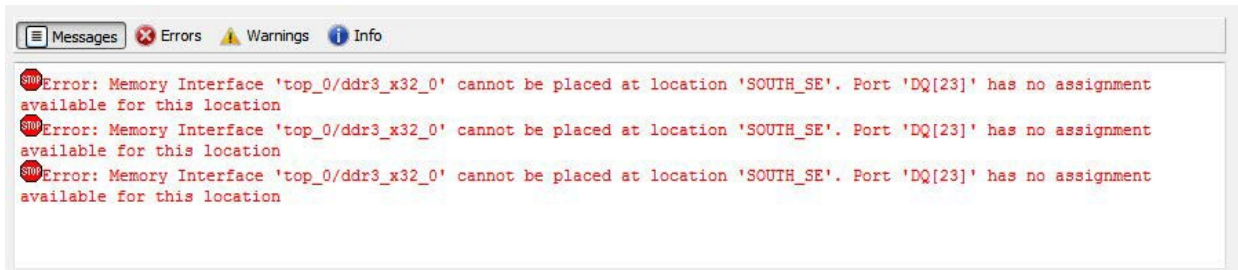 Messages Errors Warnings Info
STOP Error: Memory Interface 'top_0/ddr3_x32_0' cannot be placed at location 'SOUTH_SE'. Port 'DQ[23]' has no assignment
available for this location
STOP Error: Memory Interface 'top_0/ddr3_x32_0' cannot be placed at location 'SOUTH_SE'. Port 'DQ[23]' has no assignment
available for this location
STOP Error: Memory Interface 'top_0/ddr3_x32_0' cannot be placed at location 'SOUTH_SE'. Port 'DQ[23]' has no assignment
available for this location